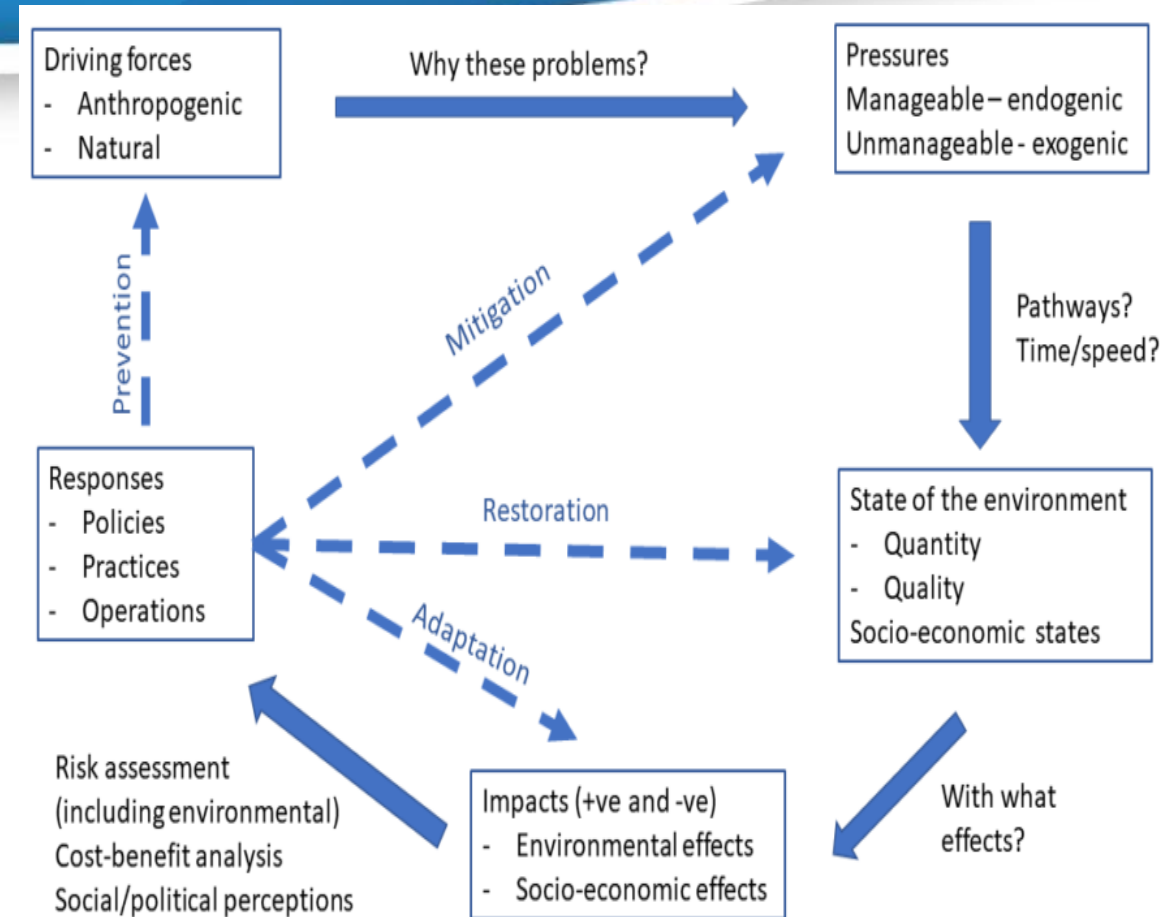 Driving forces
- Anthropogenic
- Natural
Why these problems?
Pressures
Manageable – endogenic
Unmanageable - exogenic
Prevention
Mitigation
Pathways?
Time/speed?
Responses
- Policies
- Practices
- Operations
Restoration
State of the environment
- Quantity
- Quality
Socio-economic states
Adaptation
Risk assessment
(including environmental)
Cost-benefit analysis
Social/political perceptions
Impacts (+ve and -ve)
- Environmental effects
- Socio-economic effects
With what
effects?